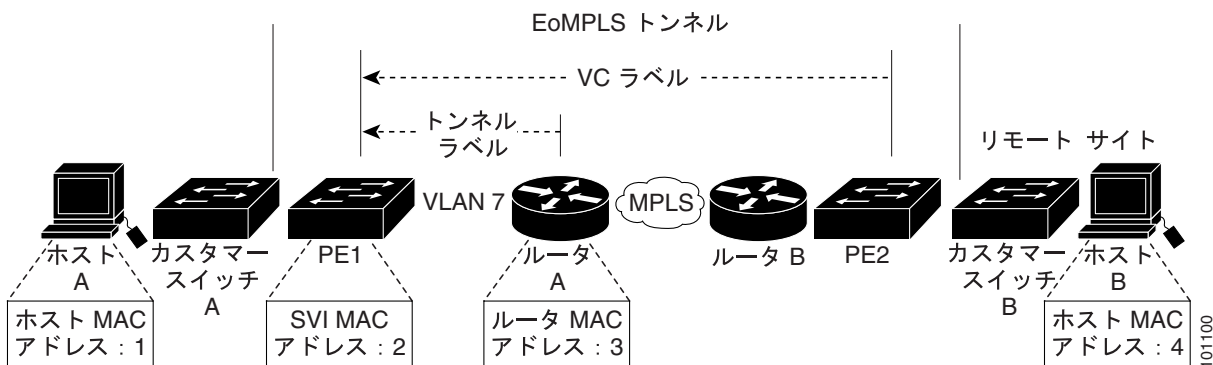 EoMPLS トンネル
VC ラベル
トンネル
ラベル
リモート サイト
VLAN 7
MPLS
ホスト
A
カスタマー
スイッチ
A
PE1
ルータ
A
ルータ B
PE2
カスタマー
スイッチ
B
ホスト
B
ホスト MAC
アドレス：1
SVI MAC
アドレス：2
ルータ MAC
アドレス：3
ホスト MAC
アドレス：4
101100